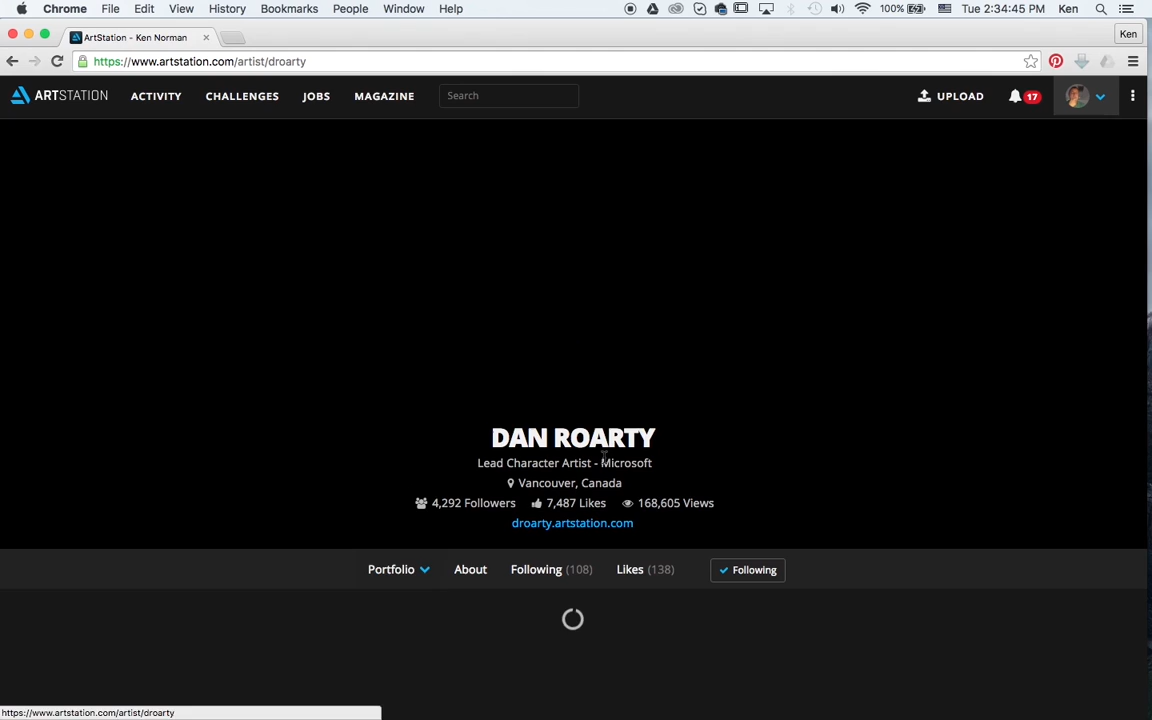 Chrome File Edit View History Bookmarks People Window Help 100% Tue 2:34:45 PM Ken
ArtStation - Ken Norman Ken
https://www.artstation.com/artist/droarty
ARTSTATION ACTIVITY CHALLENGES JOBS MAGAZINE Search UPLOAD 17
DAN ROARTY
Lead Character Artist - Microsoft
Vancouver, Canada
4,292 Followers 7,487 Likes 168,605 Views
droarty.artstation.com
Portfolio About Following (108) Likes (138) Following
https://www.artstation.com/artist/droarty